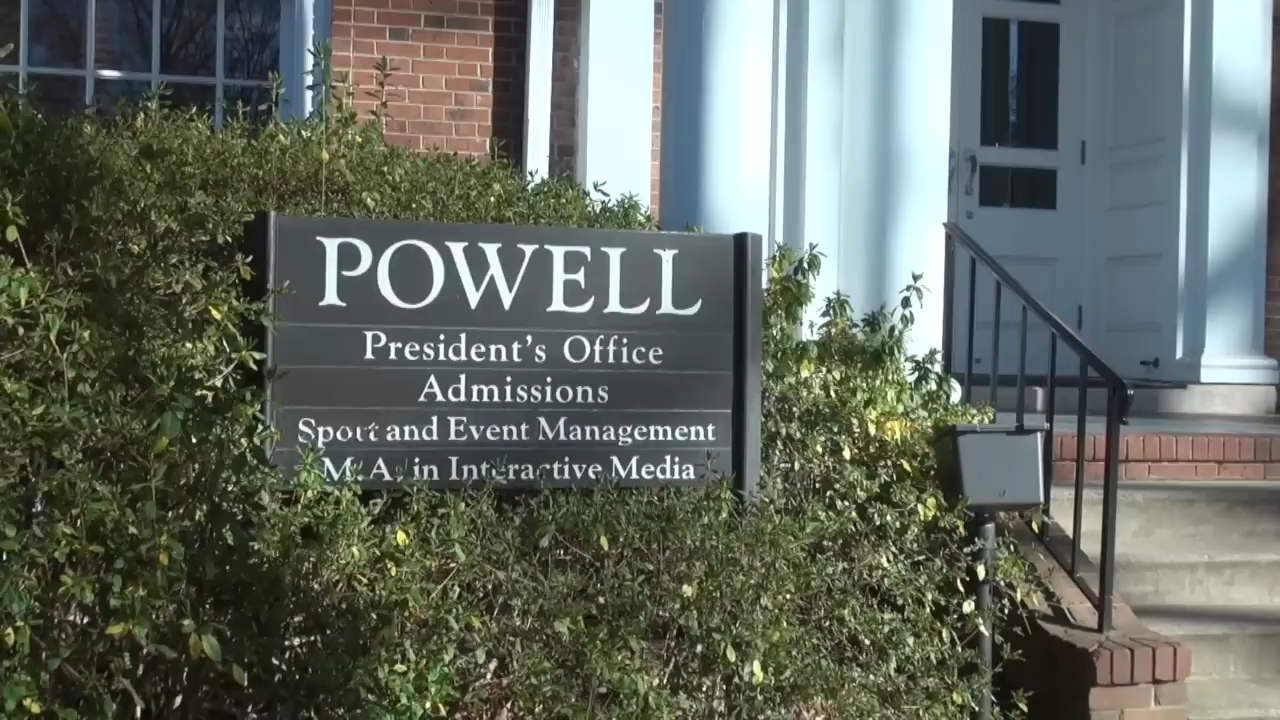 POWELL
President's Office
Admissions
Sport and Event Management
M.A. in Interactive Media